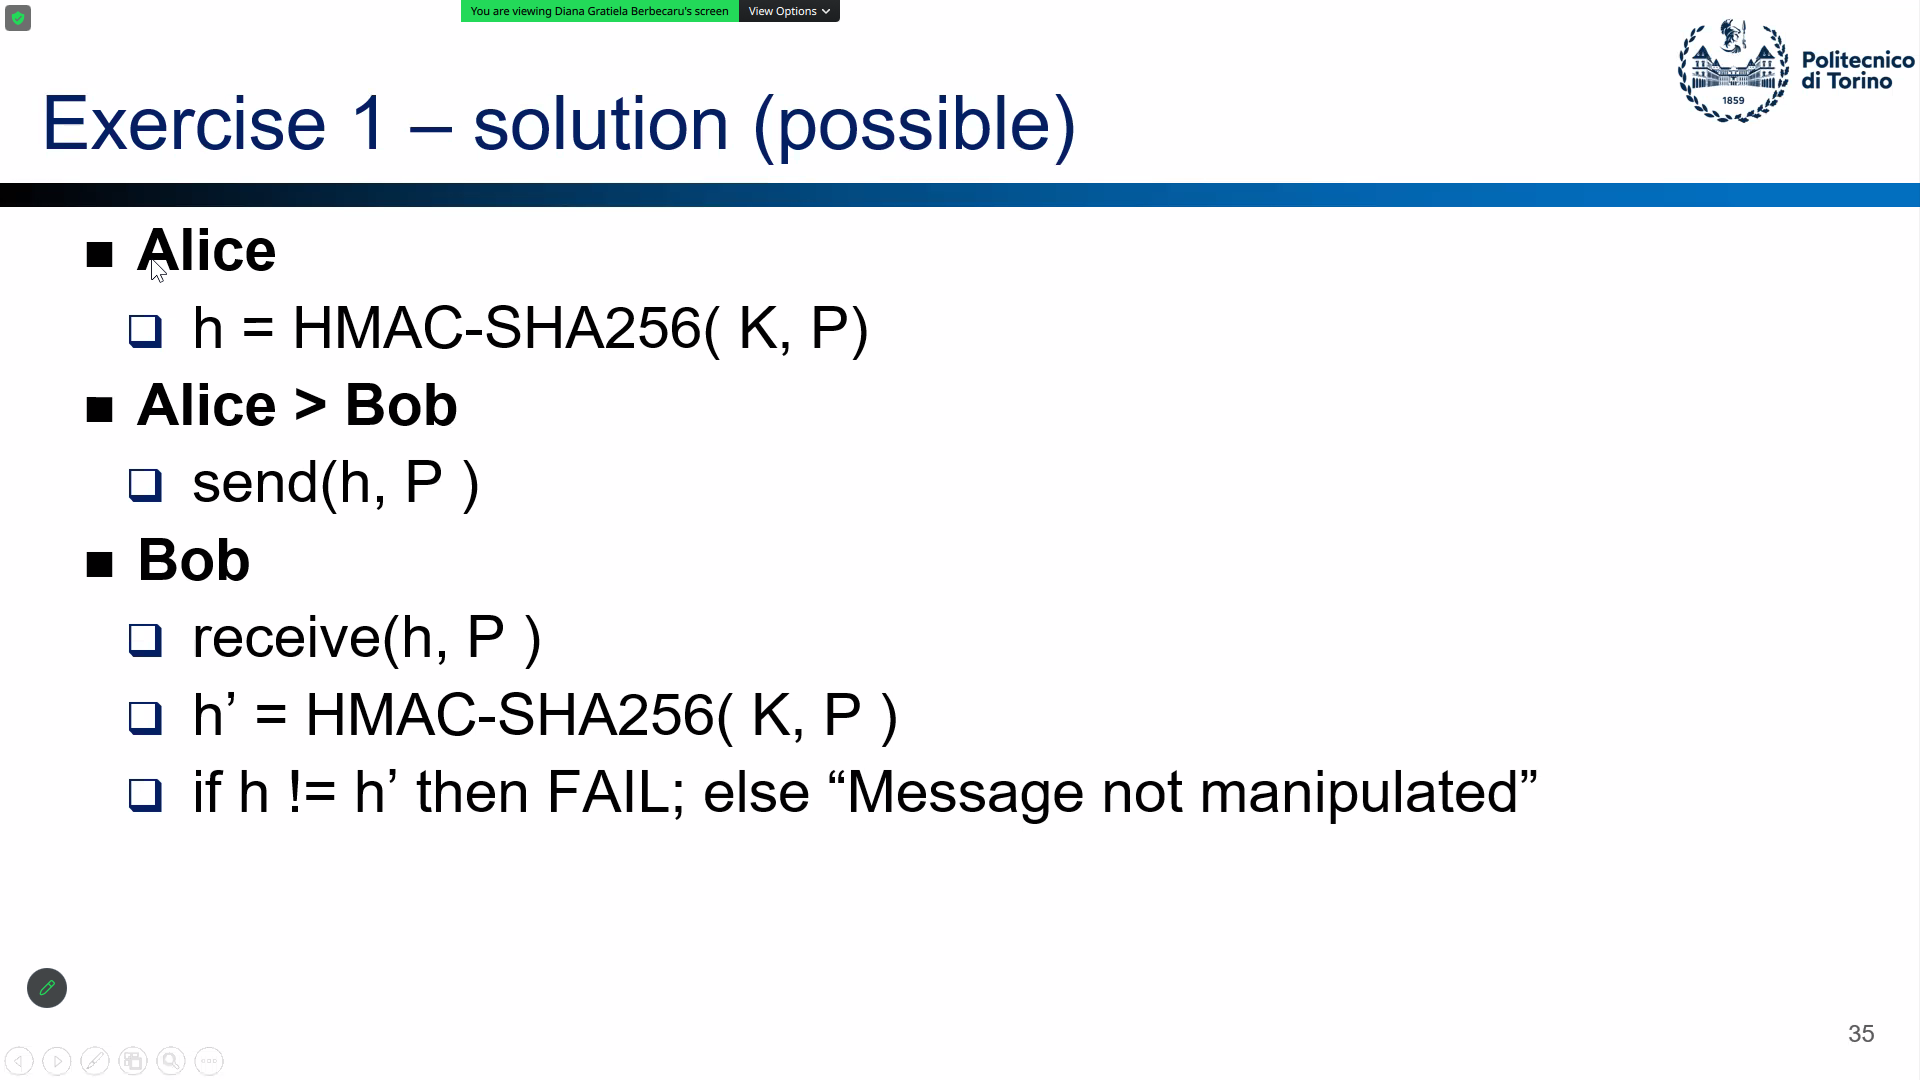 You are viewing Diana Gratiela Berbecaru's screen
View Options
Politecnico
di Torino
1859
Exercise 1 – solution (possible)
Alice
h = HMAC-SHA256( K, P)
Alice > Bob
send(h, P )
Bob
receive(h, P )
h’ = HMAC-SHA256( K, P )
if h != h’ then FAIL; else “Message not manipulated”
35